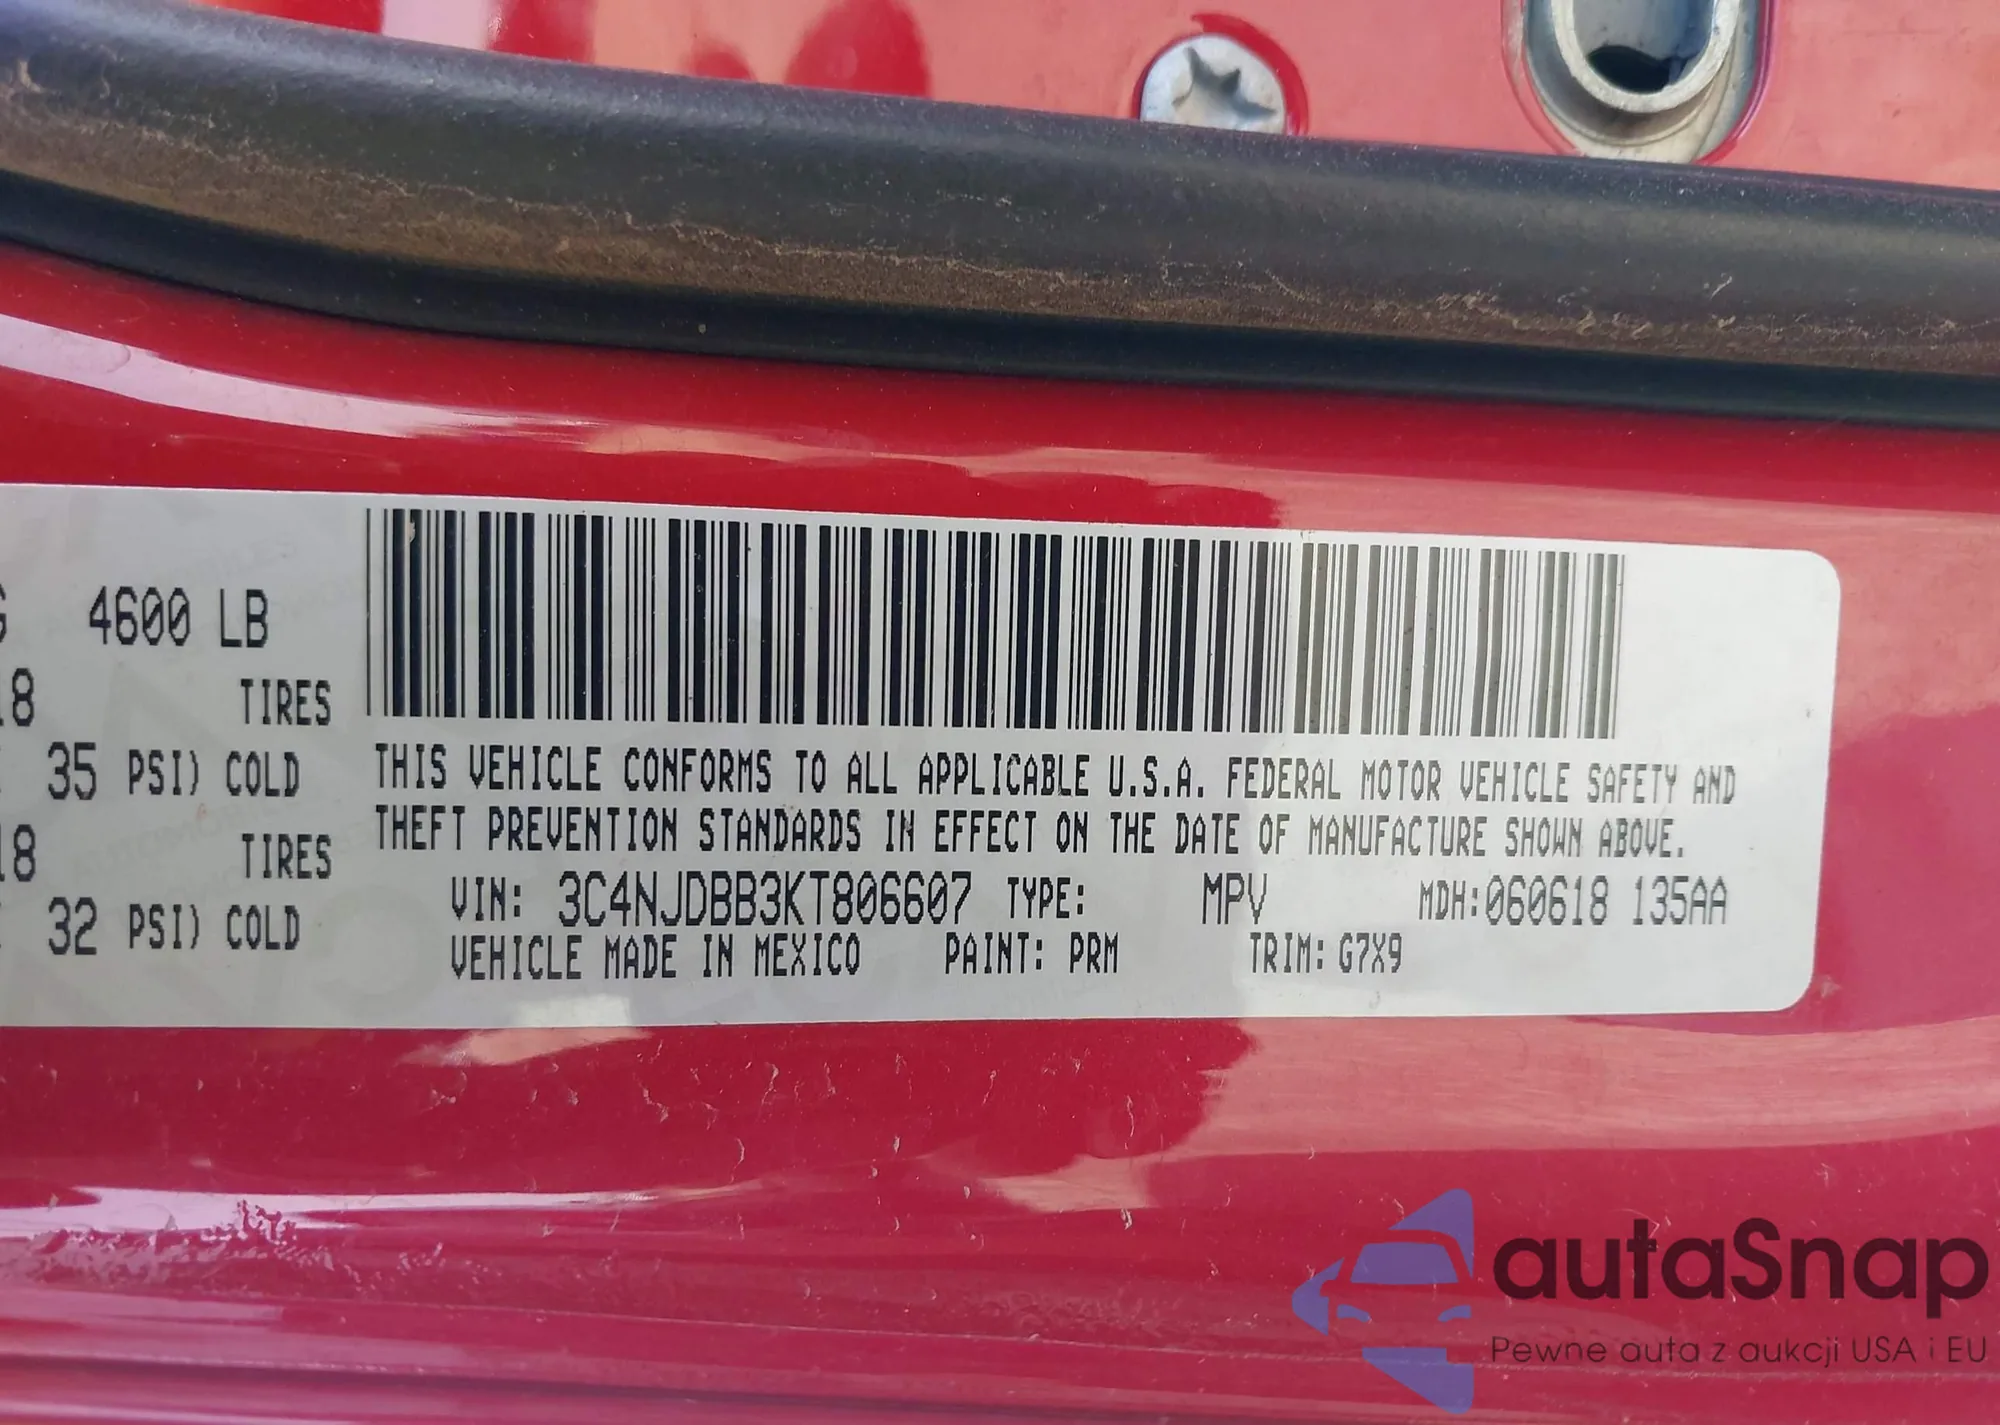 4600 LB
18 TIRES
35 PSI) COLD
18 TIRES
32 PSI) COLD
THIS VEHICLE CONFORMS TO ALL APPLICABLE U.S.A. FEDERAL MOTOR VEHICLE SAFETY AND
THEFT PREVENTION STANDARDS IN EFFECT ON THE DATE OF MANUFACTURE SHOWN ABOVE.
VIN: 3C4NJDBB3KT806607 TYPE: MPV MDH:060618 135AA
VEHICLE MADE IN MEXICO PAINT: PRM TRIM: G7X9
autaSnap
Pewne auta z aukcji USA i EU